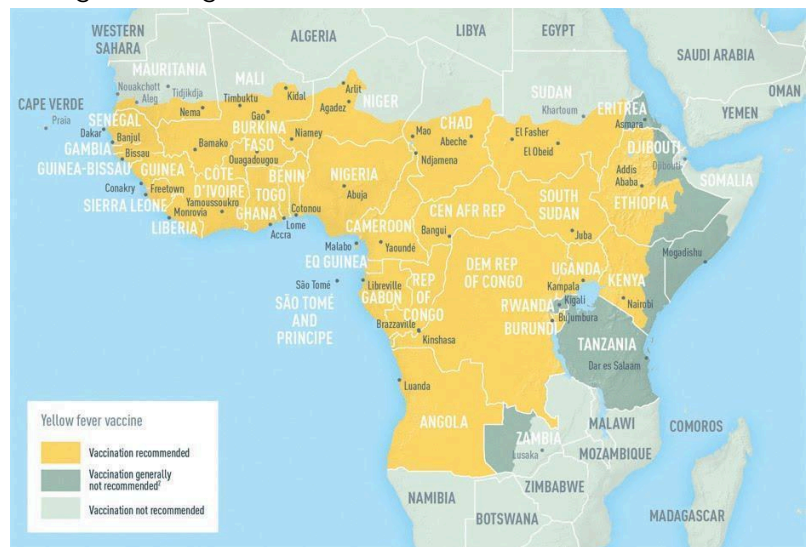 WESTERN
SAHARA
ALGERIA
LIBYA
EGYPT
SAUDI ARABIA
OMAN
YEMEN
MAURITANIA
Nouakchott
Aleg
Tidjikdja
MALI
Timbuktu
Kidal
Arlit
Agadez
NIGER
SUDAN
Khartoum
ERITREA
Asmara
CAPE VERDE
Praia
Nema
Gao
CHAD
Mao
Abeche
Ndjamena
El Fasher
El Obeid
DJIBOUTI
Djibouti
SENEGAL
Dakar
Banjul
GAMBIA
Bissau
GUINEA-BISSAU
GUINEA
Bamako
BURKINA
FASO
Ouagadougou
Niamey
BENIN
NIGERIA
Abuja
Addis
Ababa
ETHIOPIA
SOMALIA
Conakry
Freetown
SIERRA LEONE
CÔTE
D'IVOIRE
Yamoussoukro
Monrovia
LIBERIA
GHANA
TOGO
Cotonou
Lome
Accra
CAMEROON
CEN AFR REP
Bangui
SOUTH
SUDAN
Juba
Mogadishu
Malabo
Yaoundé
EQ GUINEA
São Tomé
SÃO TOMÉ
AND
PRINCIPE
Libreville
GABON
REP
OF
CONGO
DEM REP
OF CONGO
UGANDA
Kampala
KENYA
Nairobi
RWANDA
Kigali
Bujumbura
BURUNDI
Brazzaville
Kinshasa
TANZANIA
Dar es Salaam
Luanda
ANGOLA
ZAMBIA
Lusaka
MALAWI
COMOROS
MOZAMBIQUE
ZIMBABWE
NAMIBIA
BOTSWANA
MADAGASCAR
Yellow fever vaccine
Vaccination recommended
Vaccination generally
not recommended²
Vaccination not recommended